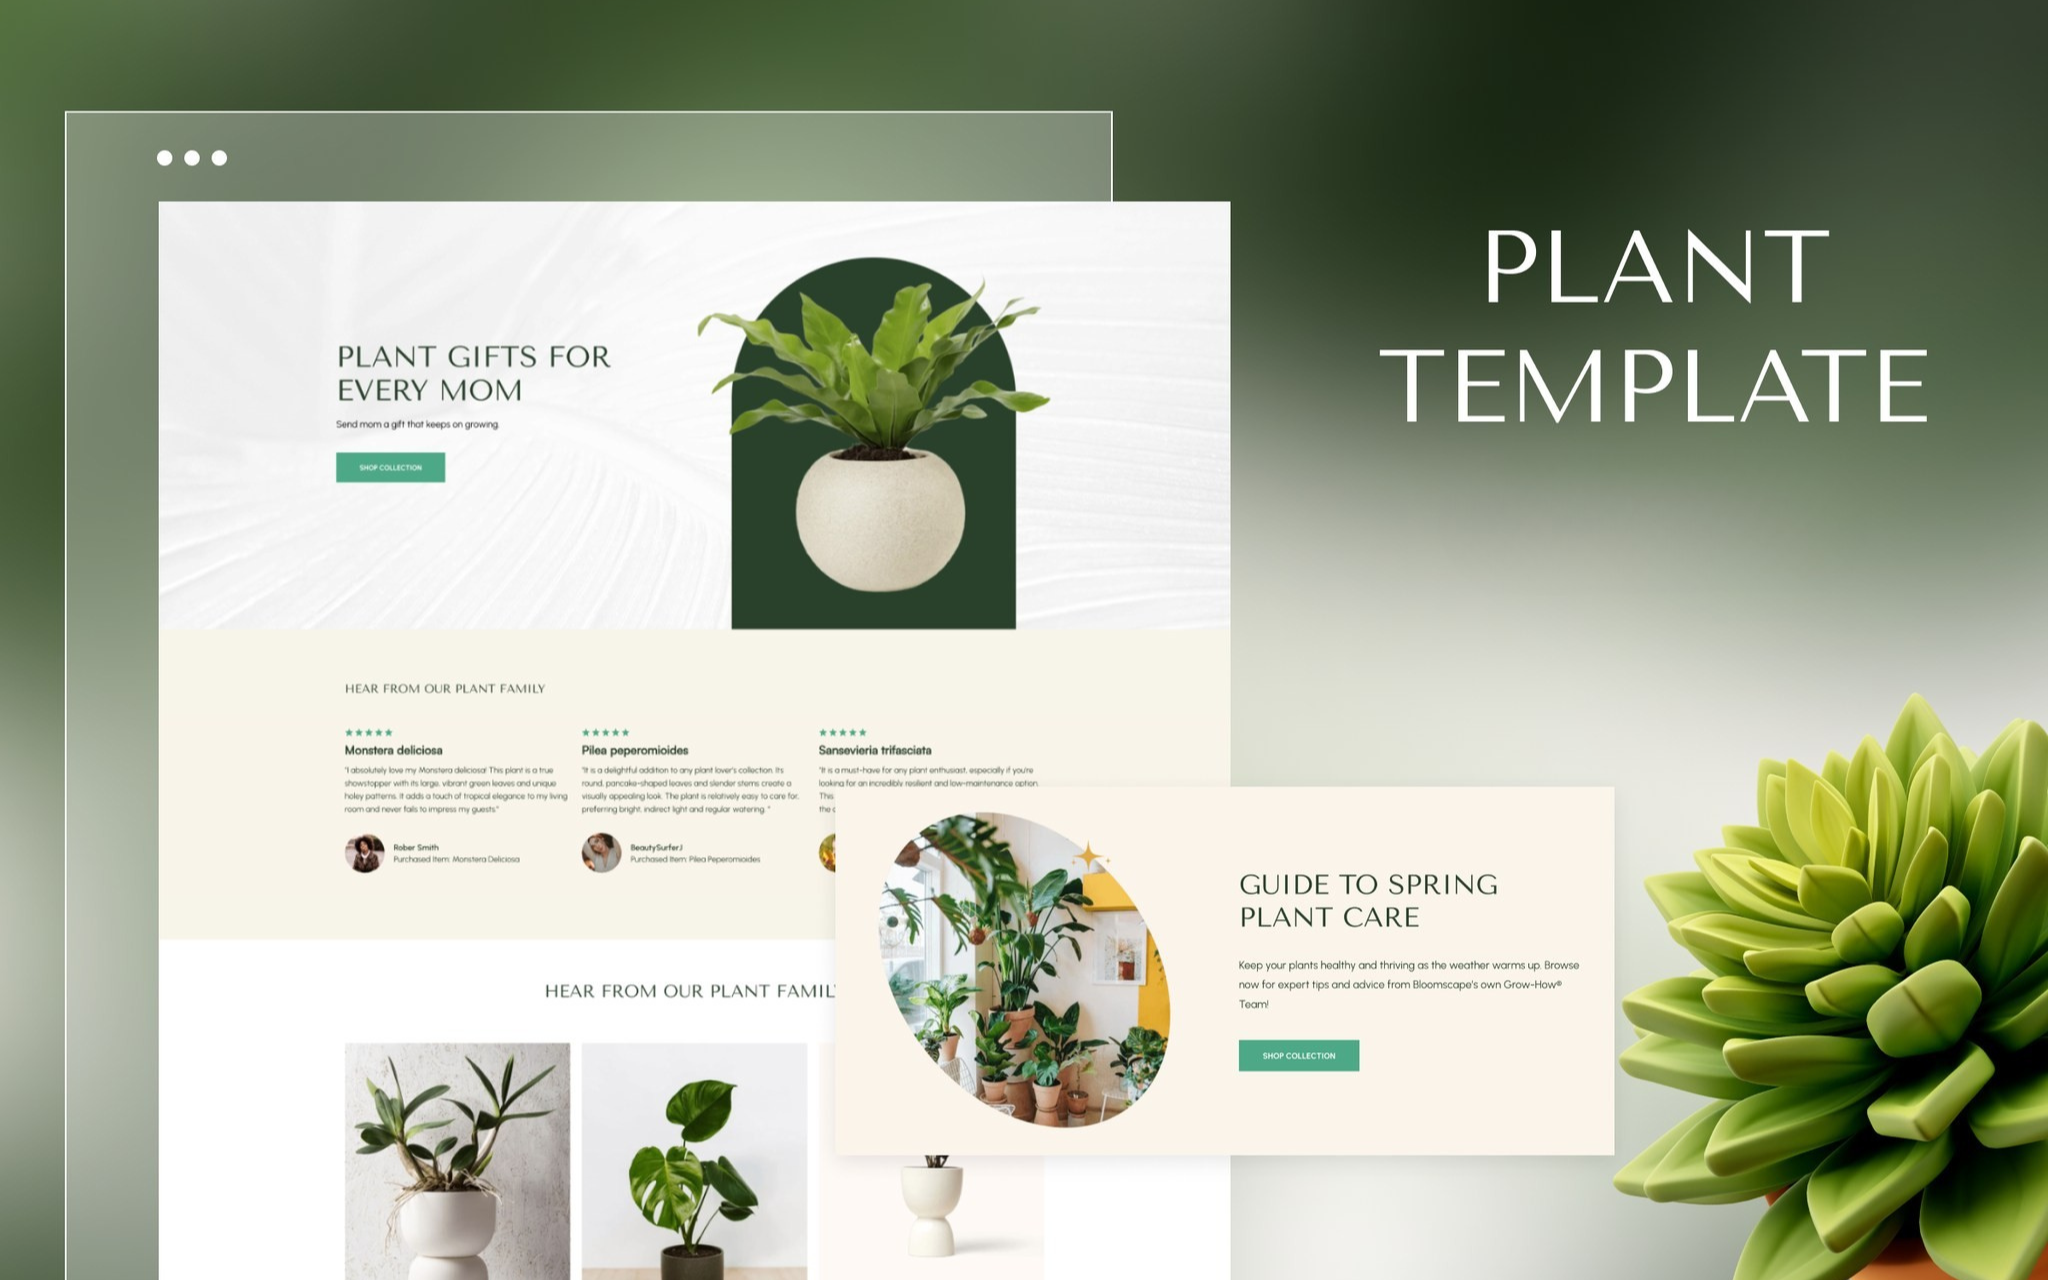 PLANT
TEMPLATE
PLANT GIFTS FOR
EVERY MOM
Send mom a gift that keeps on growing.
SHOP COLLECTION
HEAR FROM OUR PLANT FAMILY
Monstera deliciosa
"I absolutely love my Monstera deliciosa! This plant is a true
showstopper with its large, vibrant green leaves and unique
holey patterns. It adds a touch of tropical elegance to my living
room and never fails to impress my guests."
Rober Smith
Purchased Item: Monstera Deliciosa
Pilea peperomioides
"It is a delightful addition to any plant lover's collection. Its
round, pancake-shaped leaves and slender stems create a
visually appealing look. The plant is relatively easy to care for,
preferring bright, indirect light and regular watering. "
BeautySurferJ
Purchased Item: Pilea Peperomioides
Sansevieria trifasciata
"It is a must-have for any plant enthusiast, especially if you're
looking for an incredibly resilient and low-maintenance option.
This
the
HEAR FROM OUR PLANT FAMILY
GUIDE TO SPRING
PLANT CARE
Keep your plants healthy and thriving as the weather warms up. Browse
now for expert tips and advice from Bloomscape's own Grow-How®
Team!
SHOP COLLECTION